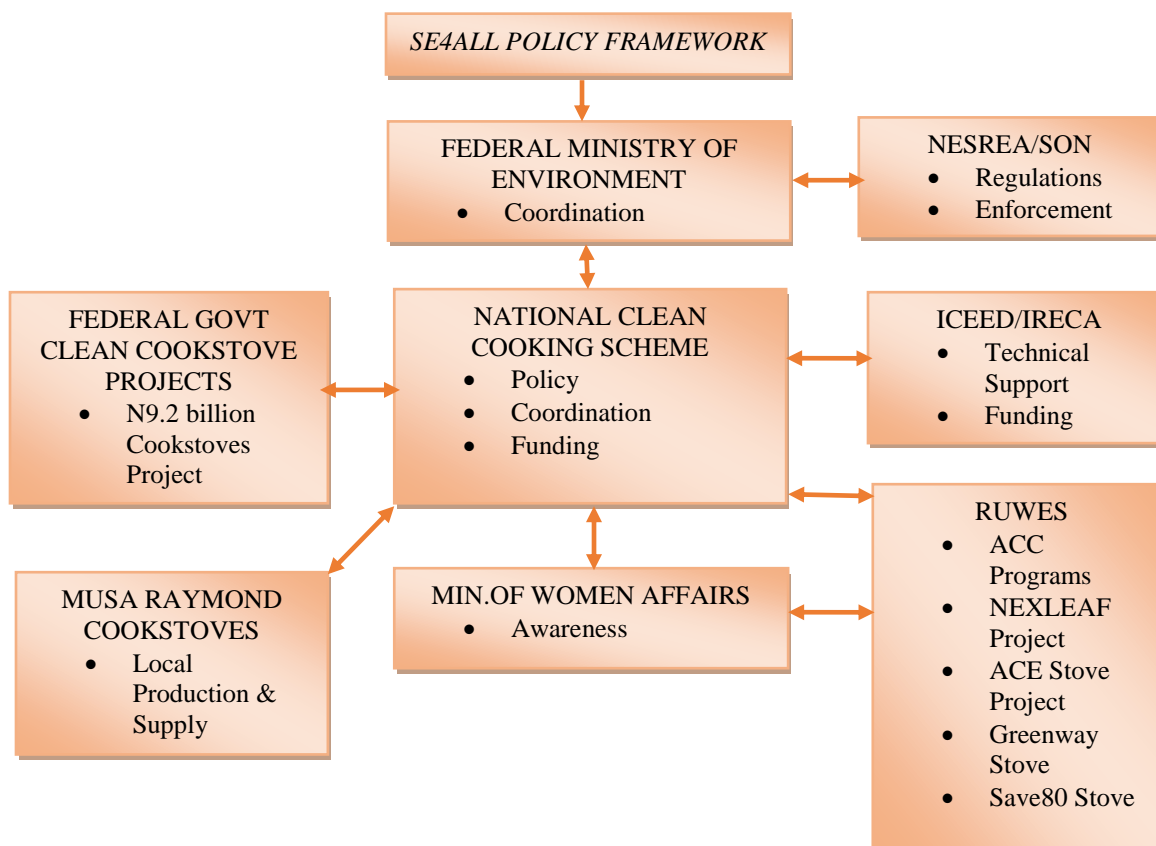 SE4ALL POLICY FRAMEWORK
FEDERAL MINISTRY OF
ENVIRONMENT
• Coordination
NESREA/SON
• Regulations
• Enforcement
FEDERAL GOVT
CLEAN COOKSTOVE
PROJECTS
• N9.2 billion
Cookstoves
Project
NATIONAL CLEAN
COOKING SCHEME
• Policy
• Coordination
• Funding
ICEED/IRECA
• Technical
Support
• Funding
MUSA RAYMOND
COOKSTOVES
• Local
Production &
Supply
MIN.OF WOMEN AFFAIRS
• Awareness
RUWES
• ACC
Programs
• NEXLEAF
Project
• ACE Stove
Project
• Greenway
Stove
• Save80 Stove